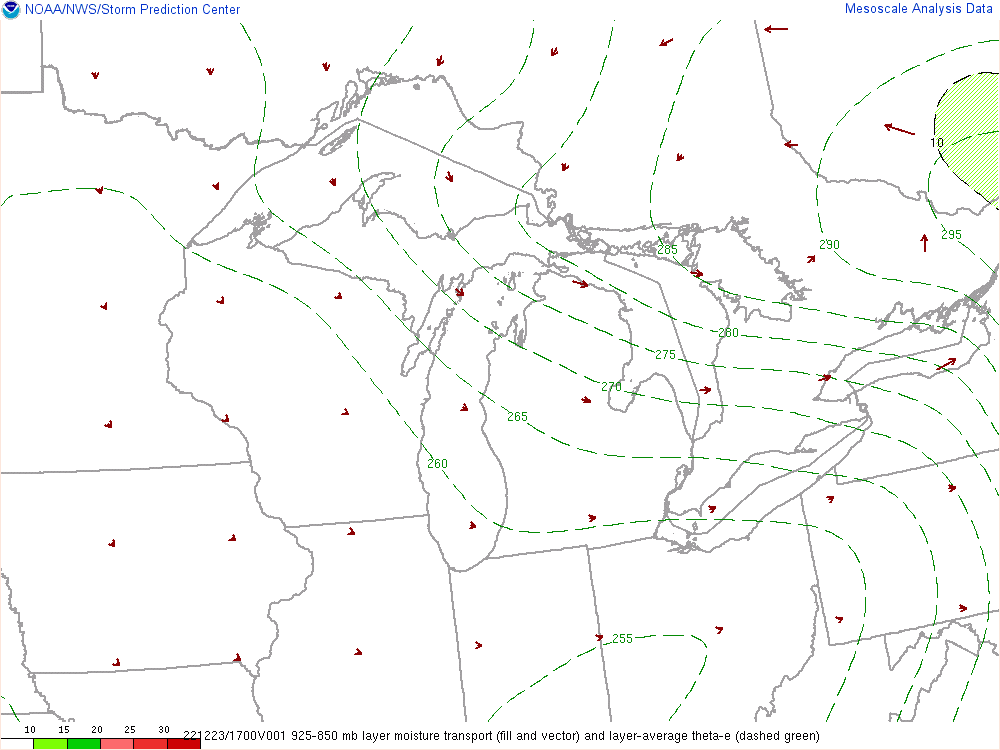 NOAA/NWS/Storm Prediction Center
Mesoscale Analysis Data
10
295
290
285
280
275
270
265
260
255
10 15 20 25 30
221223/1700V001 925-850 mb layer moisture transport (fill and vector) and layer-average theta-e (dashed green)